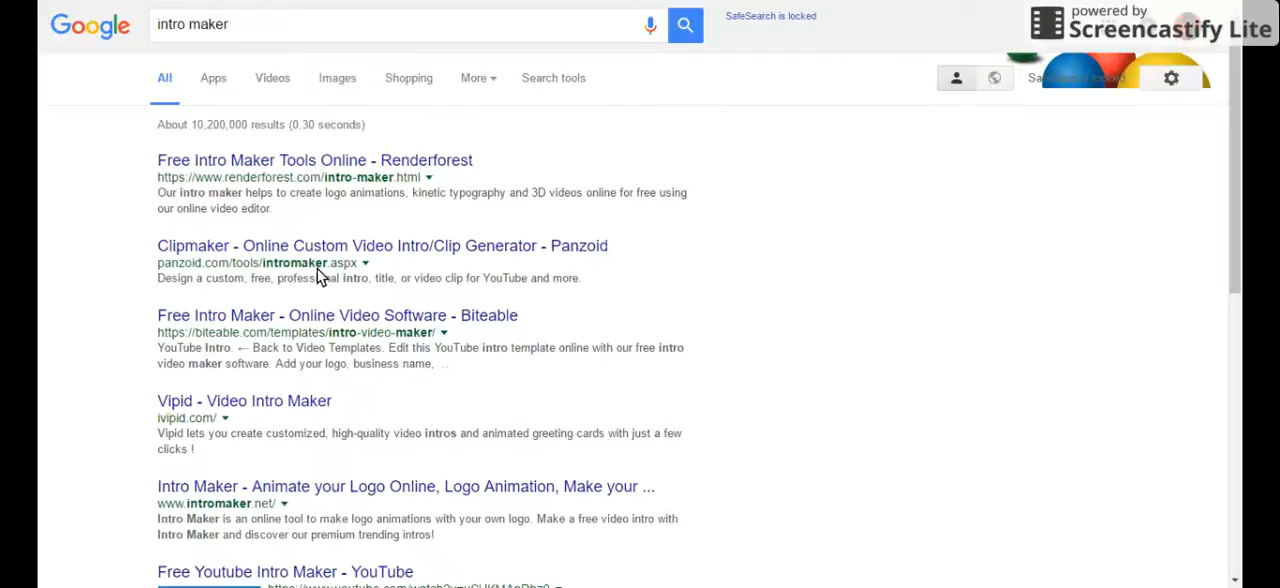 Google
intro maker
SafeSearch is locked
powered by
Screencastify Lite
All Apps Videos Images Shopping More Search tools
About 10,200,000 results (0.30 seconds)
Free Intro Maker Tools Online - Renderforest
https://www.renderforest.com/intro-maker.html
Our intro maker helps to create logo animations, kinetic typography and 3D videos online for free using
our online video editor.
Clipmaker - Online Custom Video Intro/Clip Generator - Panzoid
panzoid.com/tools/intromaker.aspx
Design a custom, free, professional intro, title, or video clip for YouTube and more.
Free Intro Maker - Online Video Software - Biteable
https://biteable.com/templates/intro-video-maker/
YouTube Intro. ← Back to Video Templates. Edit this YouTube intro template online with our free intro
video maker software. Add your logo, business name, ...
Vipid - Video Intro Maker
ivipid.com/
Vipid lets you create customized, high-quality video intros and animated greeting cards with just a few
clicks !
Intro Maker - Animate your Logo Online, Logo Animation, Make your ...
www.intromaker.net/
Intro Maker is an online tool to make logo animations with your own logo. Make a free video intro with
Intro Maker and discover our premium trending intros!
Free Youtube Intro Maker - YouTube